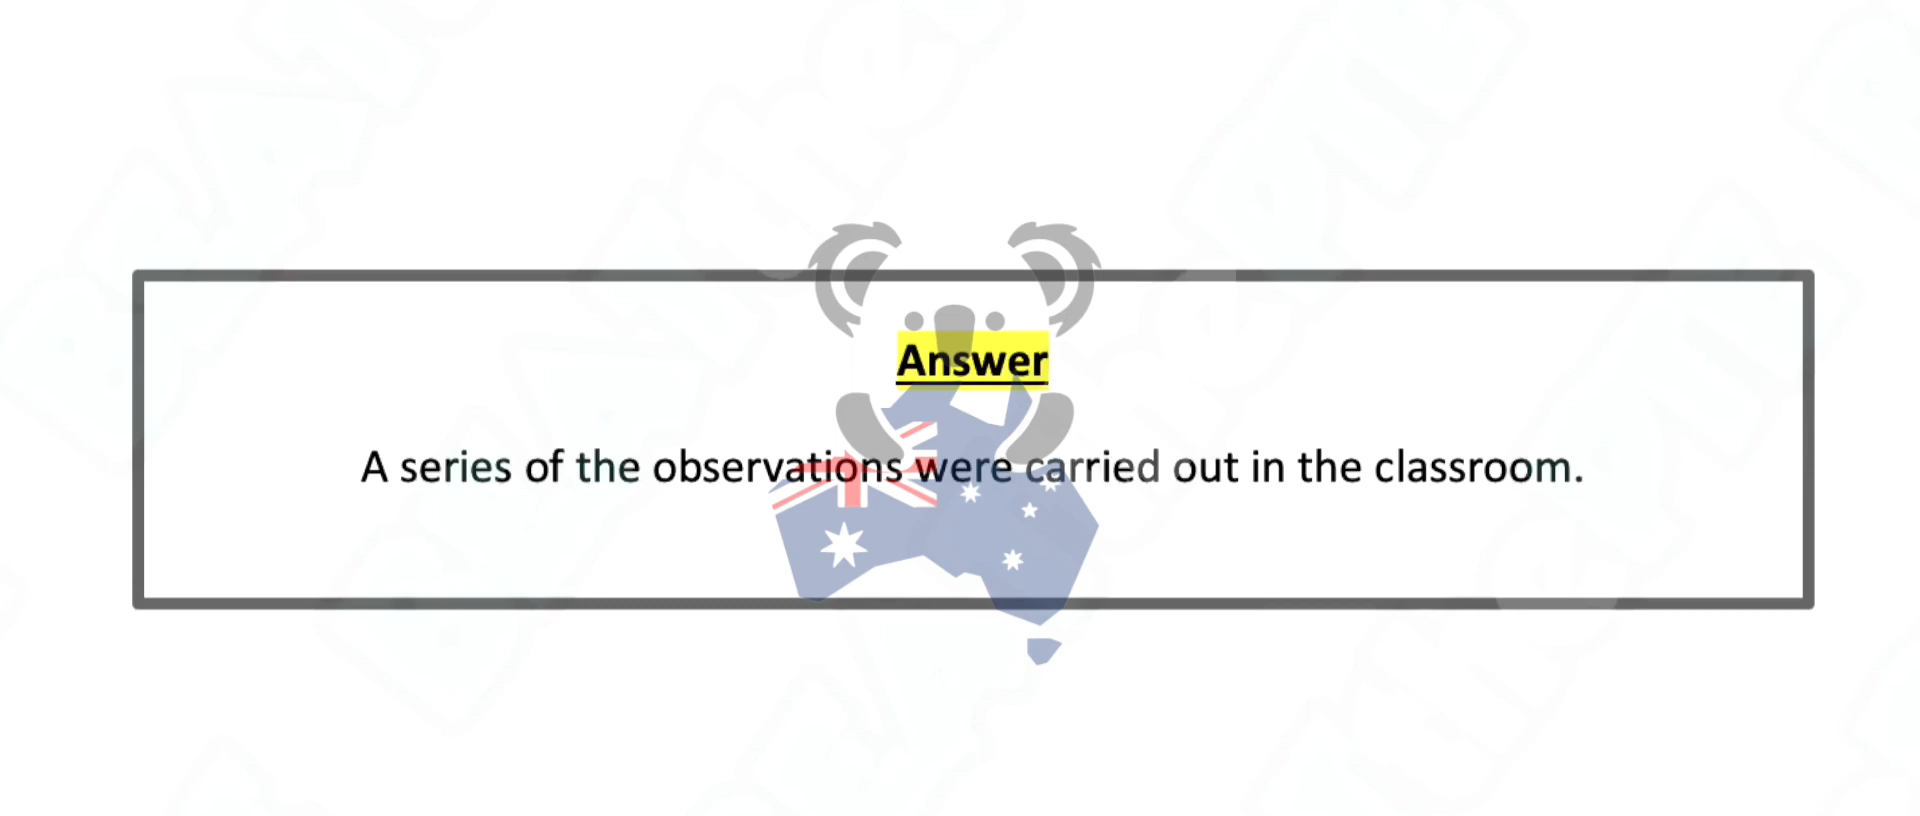 Answer
A series of the observations were carried out in the classroom.